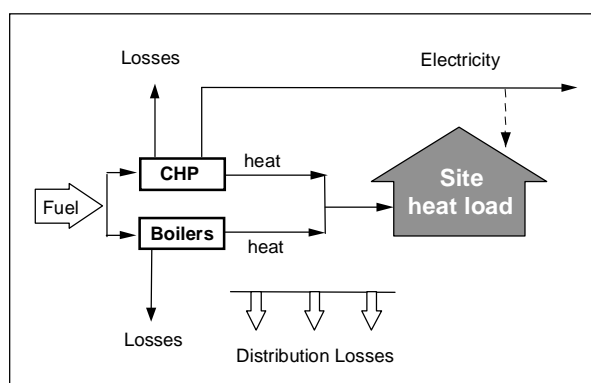 Losses
Electricity
CHP
heat
Site
heat load
Fuel
Boilers
heat
Losses
Distribution Losses